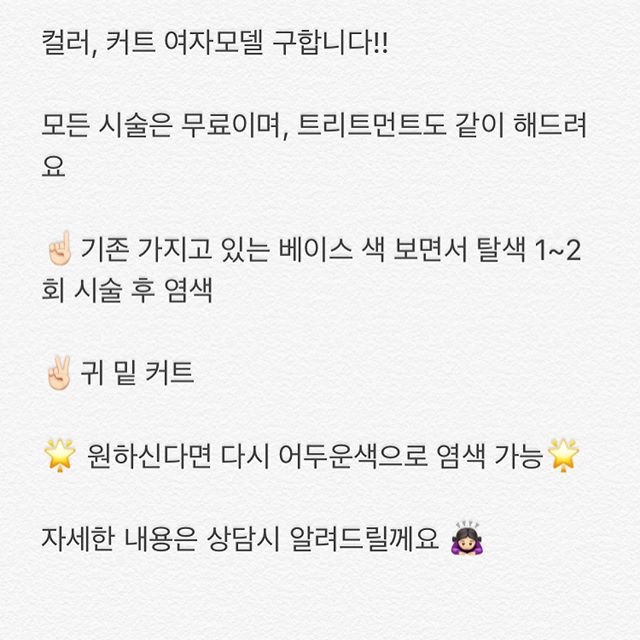 컬러, 커트 여자모델 구합니다!!
모든 시술은 무료이며, 트리트먼트도 같이 해드려
요
☝🏻기존 가지고 있는 베이스 색 보면서 탈색 1~2
회 시술 후 염색
✌🏻귀 밑 커트
🌟 원하신다면 다시 어두운색으로 염색 가능🌟
자세한 내용은 상담시 알려드릴께요 🙇🏻‍♀️